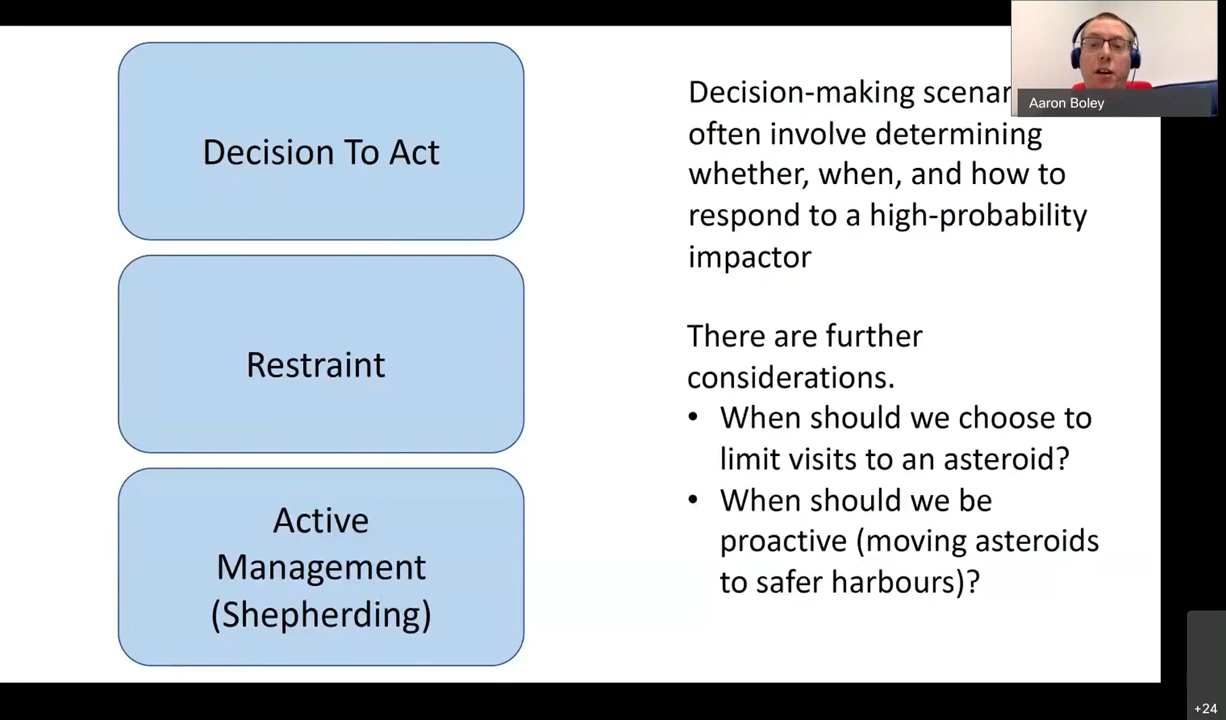 Decision To Act
Restraint
Active
Management
(Shepherding)
Decision-making
often involve determining
whether, when, and how to
respond to a high-probability
impactor
There are further
considerations.
• When should we choose to
limit visits to an asteroid?
• When should we be
proactive (moving asteroids
to safer harbours)?
Aaron Boley
+24